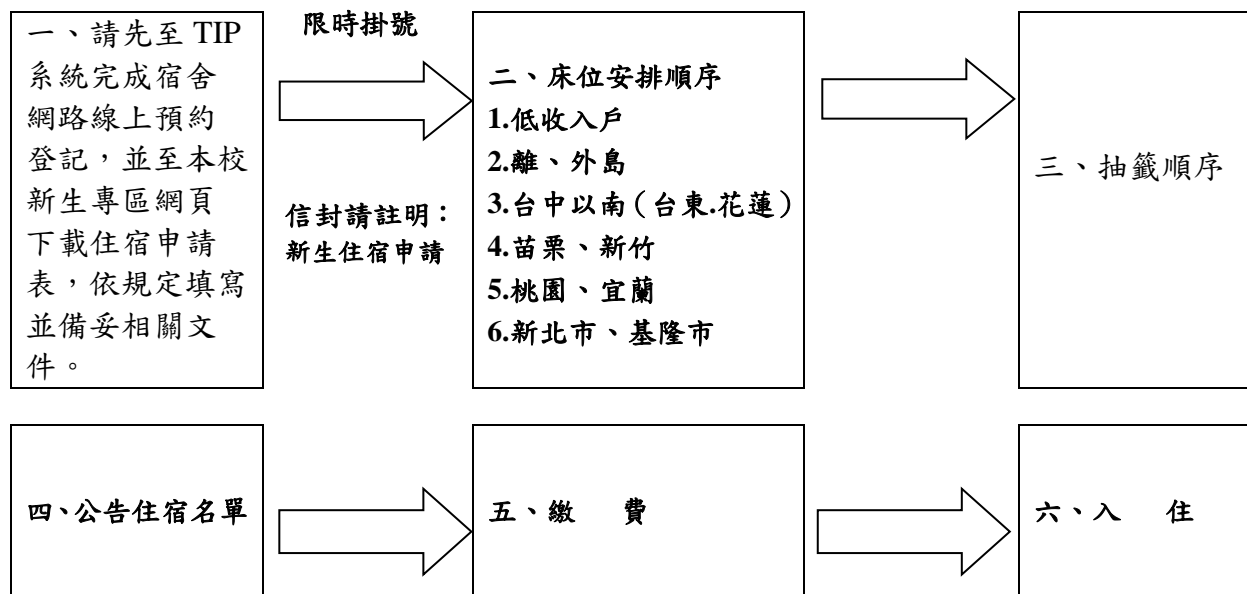 一、請先至 TIP
系統完成宿舍
網路線上預約
登記，並至本校
新生專區網頁
下載住宿申請
表，依規定填寫
並備妥相關文
件。
限時掛號
信封請註明：
新生住宿申請
二、床位安排順序
1.低收入戶
2.離、外島
3.台中以南（台東.花蓮）
4.苗栗、新竹
5.桃園、宜蘭
6.新北市、基隆市
三、抽籤順序
四、公告住宿名單
五、繳　費
六、入　住